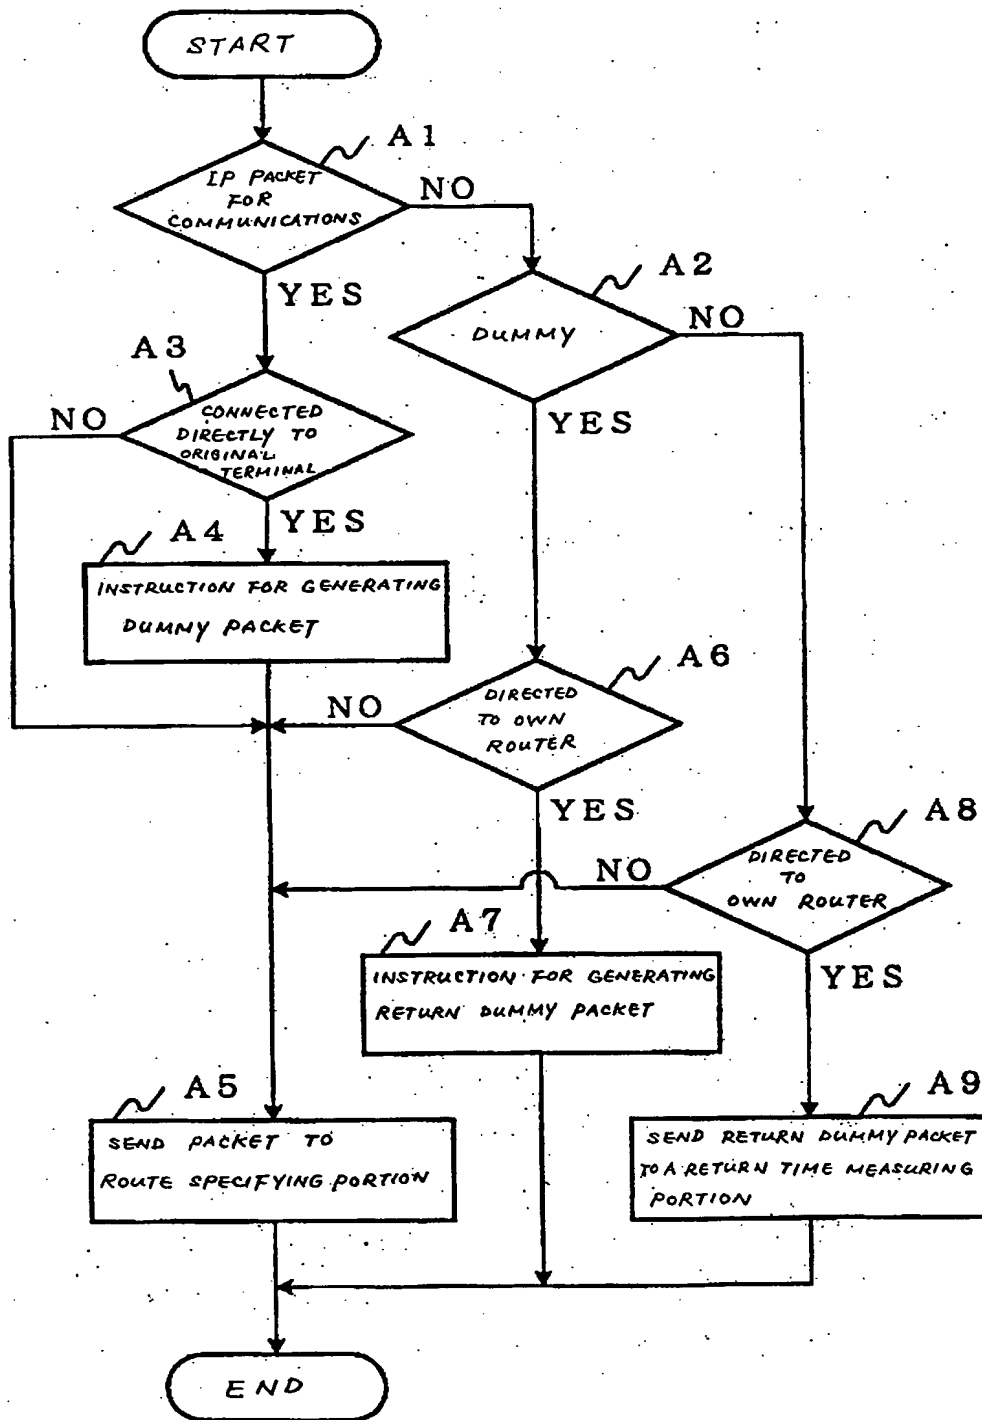 START
A1
IP PACKET
FOR
COMMUNICATIONS
NO
YES
A2
DUMMY
NO
YES
A3
CONNECTED
DIRECTLY TO
ORIGINAL
TERMINAL
NO
YES
A4
INSTRUCTION FOR GENERATING
DUMMY PACKET
A6
DIRECTED
TO OWN
ROUTER
NO
YES
A8
DIRECTED
TO
OWN ROUTER
NO
YES
A7
INSTRUCTION FOR GENERATING
RETURN DUMMY PACKET
A5
SEND PACKET TO
ROUTE SPECIFYING PORTION
A9
SEND RETURN DUMMY PACKET
TO A RETURN TIME MEASURING
PORTION
END